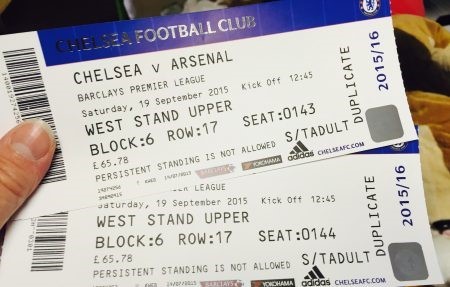 CHELSEA FOOTBALL CLUB
CHELSEA v ARSENAL
BARCLAYS PREMIER LEAGUE
Saturday, 19 September 2015 Kick Off 12:45
WEST STAND UPPER
BLOCK:6 ROW:17 SEAT:0143
£65.78 S/TADULT
PERSISTENT STANDING IS NOT ALLOWED
BARCLAYS YOKOHAMA adidas CHELSEAFC.COM
DUPLICATE
2015/16
PREMIER LEAGUE
Saturday, 19 September 2015 Kick Off 12:45
WEST STAND UPPER
BLOCK:6 ROW:17 SEAT:0144
£65.78 S/TADULT
PERSISTENT STANDING IS NOT ALLOWED
BARCLAYS YOKOHAMA adidas CHELSEAFC.COM
DUPLICATE
2015/16